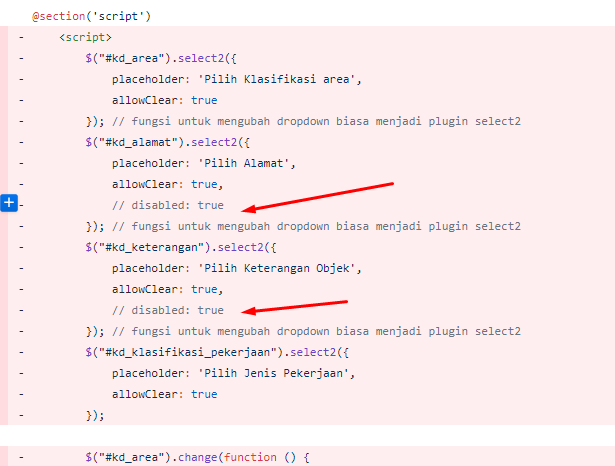 @section('script')
- <script>
- $("#kd_area").select2({
- placeholder: 'Pilih Klasifikasi area',
- allowClear: true
- }); // fungsi untuk mengubah dropdown biasa menjadi plugin select2
- $("#kd_alamat").select2({
- placeholder: 'Pilih Alamat',
- allowClear: true,
+ - // disabled: true
- }); // fungsi untuk mengubah dropdown biasa menjadi plugin select2
- $("#kd_keterangan").select2({
- placeholder: 'Pilih Keterangan Objek',
- allowClear: true,
- // disabled: true
- }); // fungsi untuk mengubah dropdown biasa menjadi plugin select2
- $("#kd_klasifikasi_pekerjaan").select2({
- placeholder: 'Pilih Jenis Pekerjaan',
- allowClear: true
- });
- $("#kd_area").change(function () {